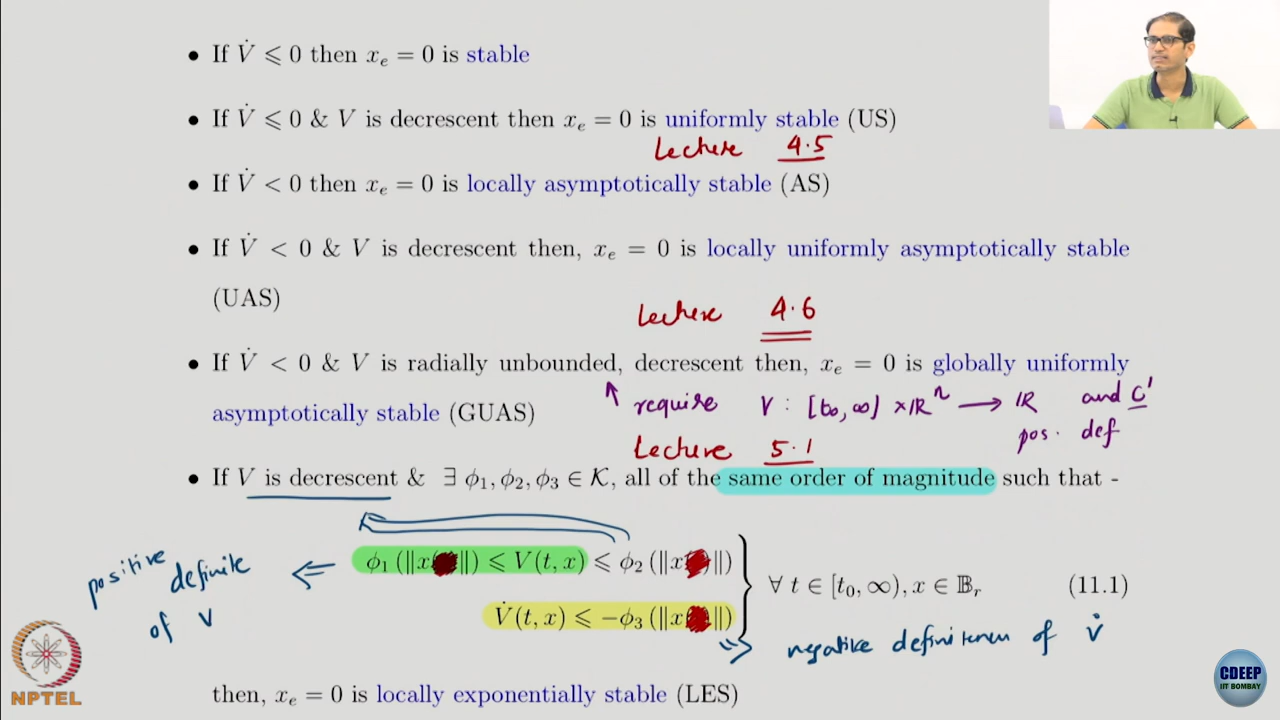 • If V̇ ⩽ 0 then xₑ = 0 is stable
• If V̇ ⩽ 0 & V is decrescent then xₑ = 0 is uniformly stable (US)
Lecture 4.5
• If V̇ < 0 then xₑ = 0 is locally asymptotically stable (AS)
• If V̇ < 0 & V is decrescent then, xₑ = 0 is locally uniformly asymptotically stable
(UAS)
Lecture 4.6
• If V̇ < 0 & V is radially unbounded, decrescent then, xₑ = 0 is globally uniformly
asymptotically stable (GUAS)
require V : [t₀, ∞) × ℝⁿ → ℝ and C¹
pos. def
Lecture 5.1
• If V is decrescent & ∃ ϕ₁, ϕ₂, ϕ₃ ∈ 𝒦, all of the same order of magnitude such that -
positive definite
of V
⇐ ϕ₁ (‖x‖) ⩽ V(t, x) ⩽ ϕ₂ (‖x‖)
V̇(t, x) ⩽ −ϕ₃ (‖x‖)
∀ t ∈ [t₀, ∞), x ∈ 𝔹ᵣ (11.1)
⇒ negative definiteness of V̇
then, xₑ = 0 is locally exponentially stable (LES)
NPTEL
CDEEP
IIT BOMBAY